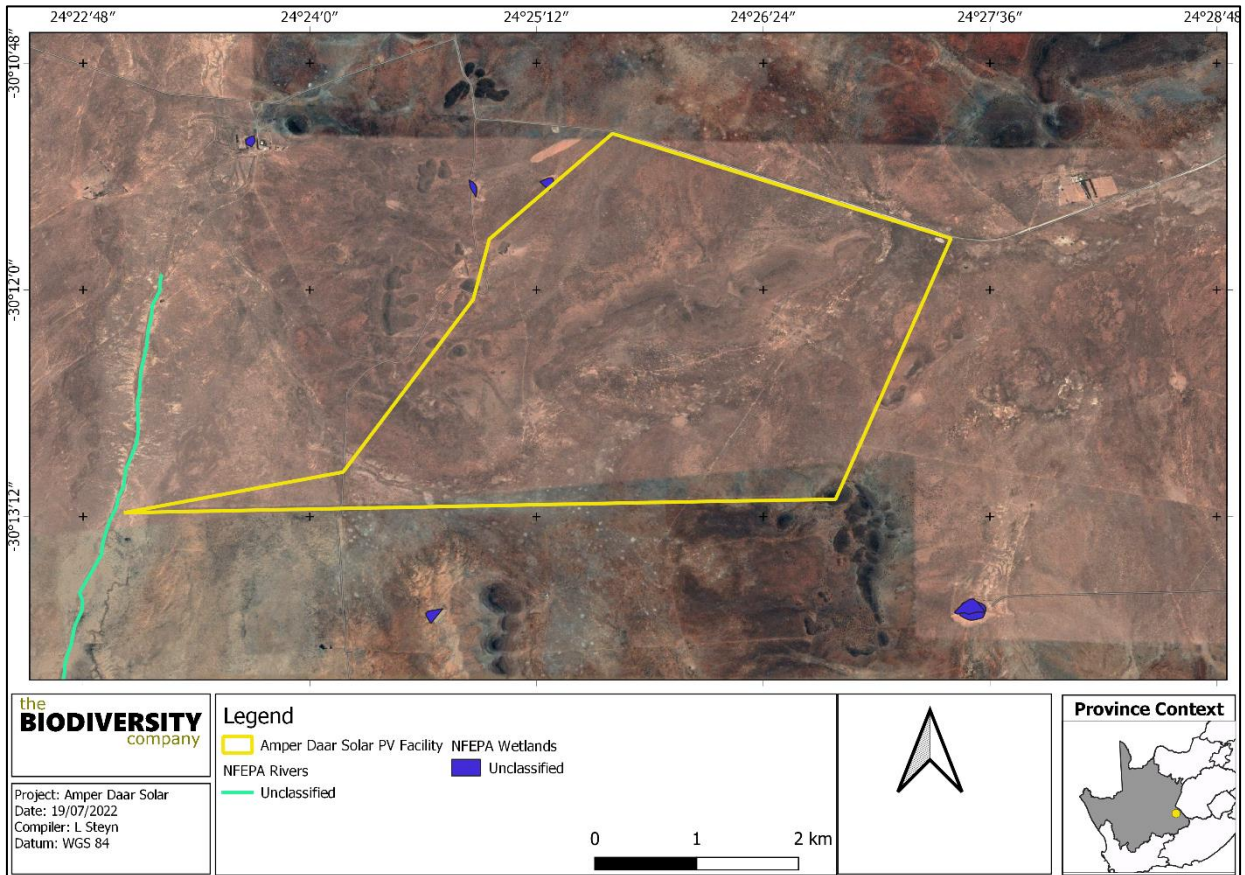 24°22'48" 24°24'0" 24°25'12" 24°26'24" 24°27'36" 24°28'48"
-30°10'48"
-30°12'0"
-30°13'12"
the
BIODIVERSITY
company
Project: Amper Daar Solar
Date: 19/07/2022
Compiler: L Steyn
Datum: WGS 84
Legend
Amper Daar Solar PV Facility
NFEPA Rivers
Unclassified
NFEPA Wetlands
Unclassified
0 1 2 km
Province Context